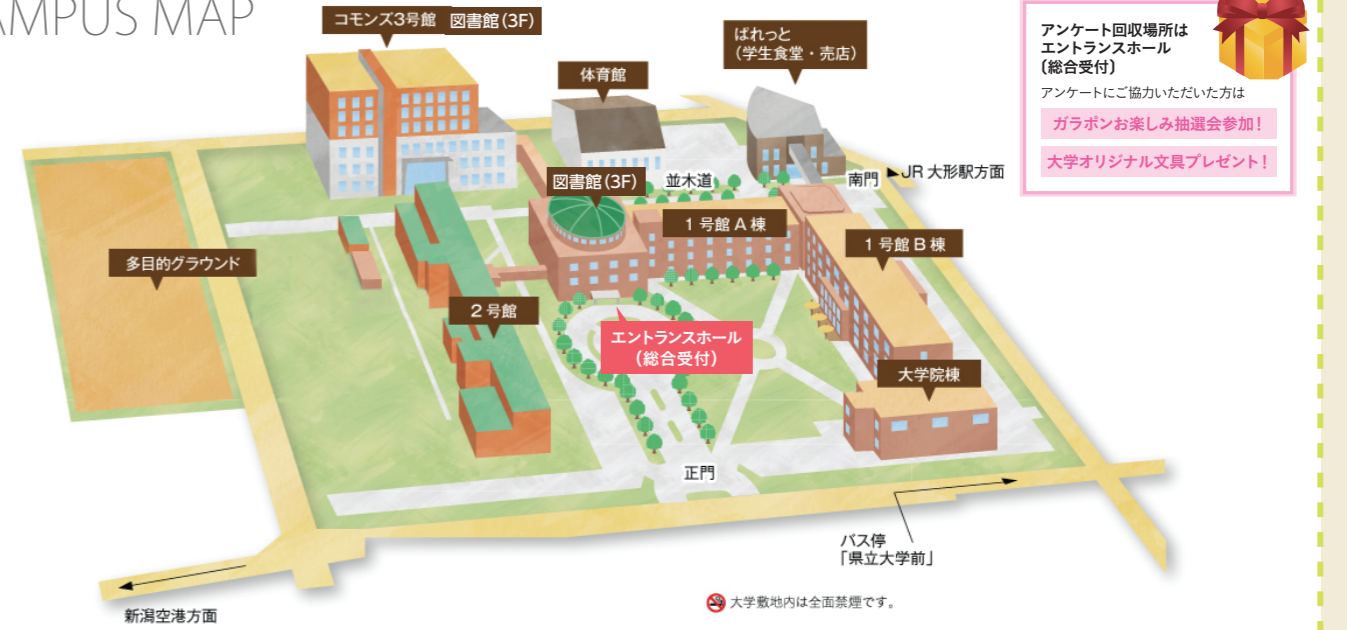 AMPUS MAP
コモンズ3号館 図書館(3F)
ぱれっと
(学生食堂・売店)
体育館
アンケート回収場所は
エントランスホール
(総合受付)
アンケートにご協力いただいた方は
ガラポンお楽しみ抽選会参加!
大学オリジナル文具プレゼント!
図書館(3F)
並木道
南門
▶JR 大形駅方面
1号館A棟
1号館B棟
多目的グラウンド
2号館
エントランスホール
(総合受付)
大学院棟
正門
バス停
「県立大学前」
新潟空港方面
大学敷地内は全面禁煙です。